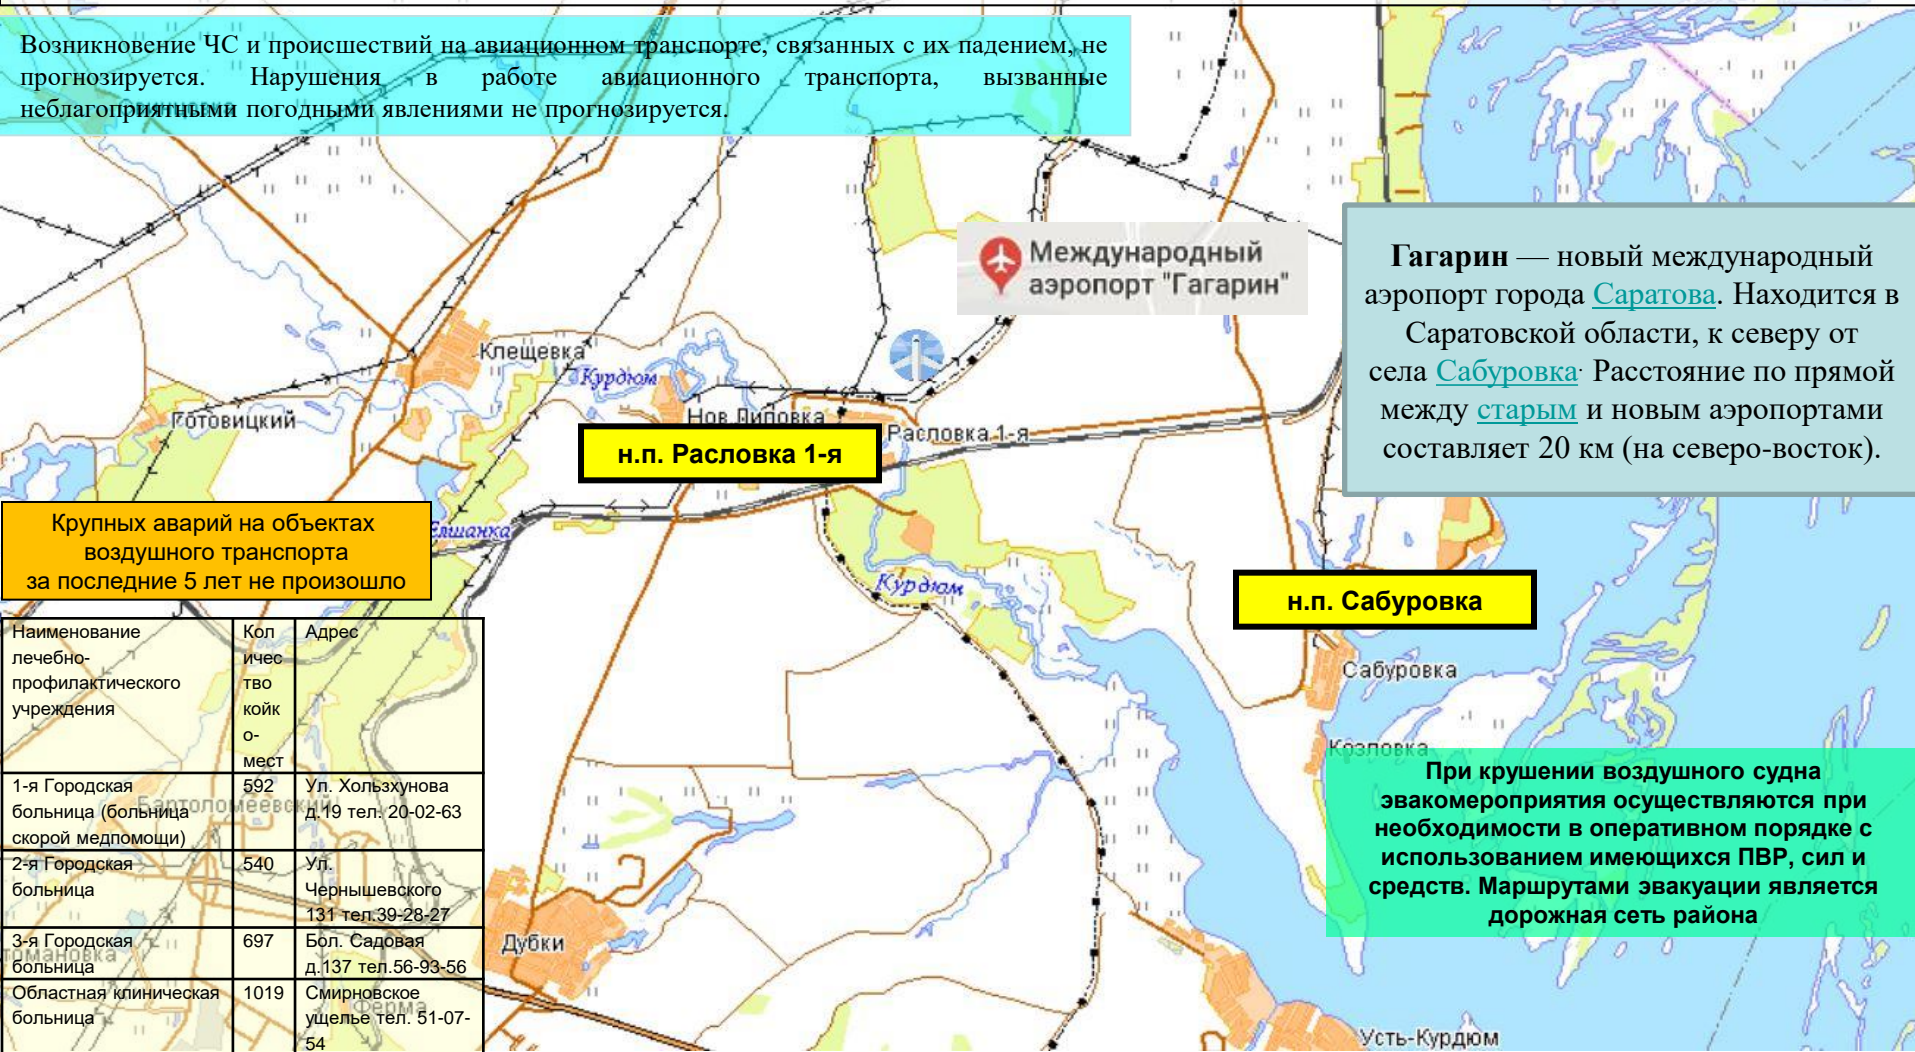 Возникновение ЧС и происшествий на авиационном транспорте, связанных с их падением, не
прогнозируется. Нарушения в работе авиационного транспорта, вызванные
неблагоприятными погодными явлениями не прогнозируется.
Международный
аэропорт "Гагарин"
Гагарин — новый международный
аэропорт города Саратова. Находится в
Саратовской области, к северу от
села Сабуровка. Расстояние по прямой
между старым и новым аэропортами
составляет 20 км (на северо-восток).
Клещевка
Курдюм
Готовицкий
Нов.Липовка
Расловка 1-я
н.п. Расловка 1-я
Крупных аварий на объектах
воздушного транспорта
за последние 5 лет не произошло
Елшанка
Курдюм
н.п. Сабуровка
Сабуровка
Козловка
При крушении воздушного судна
эвакомероприятия осуществляются при
необходимости в оперативном порядке с
использованием имеющихся ПВР, сил и
средств. Маршрутами эвакуации является
дорожная сеть района
Наименование
лечебно-
профилактического
учреждения
Кол
ичес
тво
койк
о-
мест
Адрес
1-я Городская
больница (больница
скорой медпомощи)
592
Ул. Хользхунова
д.19 тел. 20-02-63
Бартоломеевский
2-я Городская
больница
540
Ул.
Чернышевского
131 тел.39-28-27
3-я Городская
больница
697
Бол. Садовая
д.137 тел.56-93-56
Областная клиническая
больница
1019
Смирновское
ущелье тел. 51-07-
54
Ферма
Дубки
Усть-Курдюм